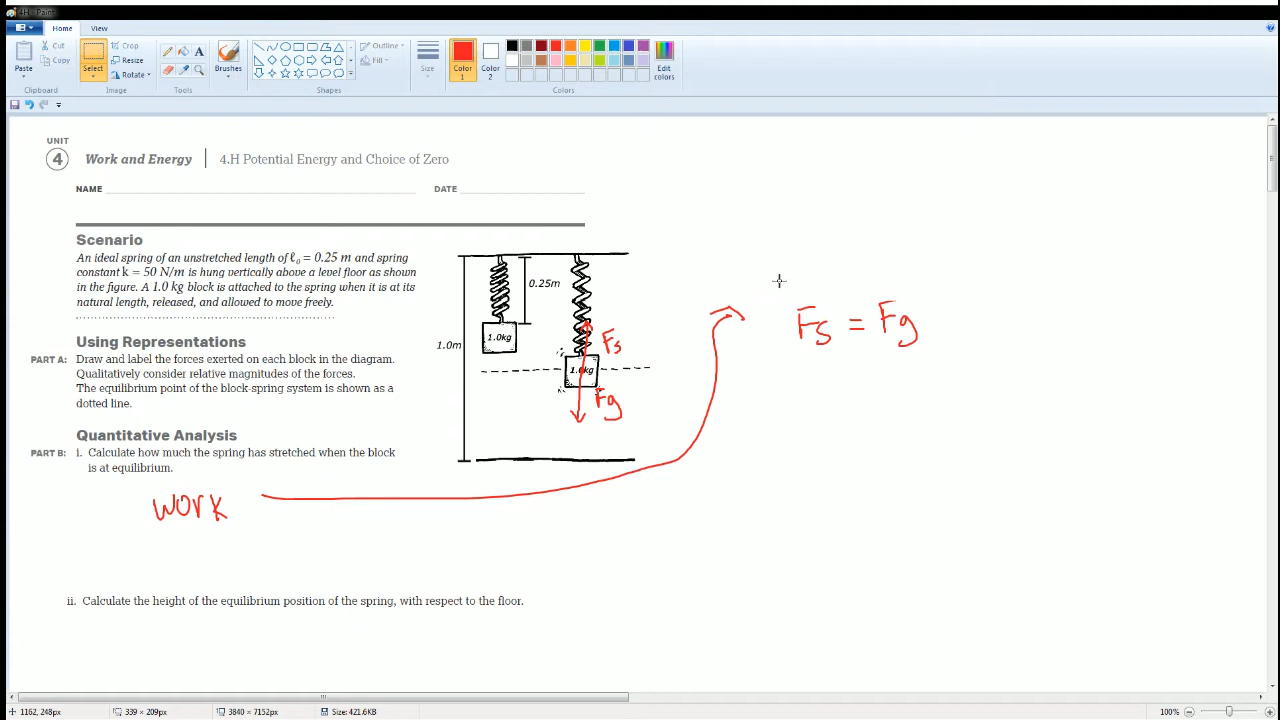 4H - Paint
Home View
Cut
Copy
Paste
Crop
Resize
Rotate
Select
A
Brushes
Outline
Fill
Size
Color 1
Color 2
Edit colors
Clipboard
Image
Tools
Shapes
Colors
UNIT
4 Work and Energy | 4.H Potential Energy and Choice of Zero
NAME DATE
Scenario
An ideal spring of an unstretched length of ℓ0 = 0.25 m and spring
constant k = 50 N/m is hung vertically above a level floor as shown
in the figure. A 1.0 kg block is attached to the spring when it is at its
natural length, released, and allowed to move freely.
Using Representations
PART A: Draw and label the forces exerted on each block in the diagram.
Qualitatively consider relative magnitudes of the forces.
The equilibrium point of the block-spring system is shown as a
dotted line.
Quantitative Analysis
PART B: i. Calculate how much the spring has stretched when the block
is at equilibrium.
work
ii. Calculate the height of the equilibrium position of the spring, with respect to the floor.
0.25m
1.0m
1.0kg
1.0kg
Fs
Fg
Fs = Fg
1162, 248px
339 × 209px
3840 × 7152px
Size: 421.6KB
100%